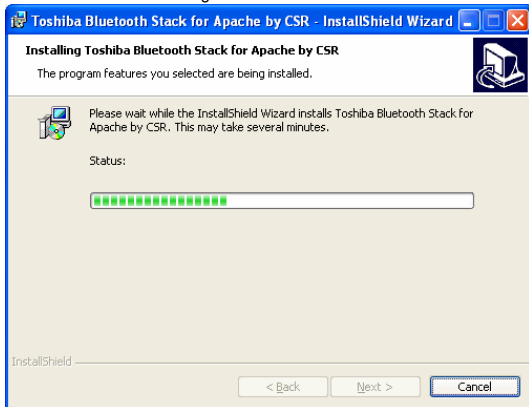 Toshiba Bluetooth Stack for Apache by CSR - InstallShield Wizard
Installing Toshiba Bluetooth Stack for Apache by CSR
The program features you selected are being installed.
Please wait while the InstallShield Wizard installs Toshiba Bluetooth Stack for
Apache by CSR. This may take several minutes.
Status:
InstallShield
< Back Next > Cancel